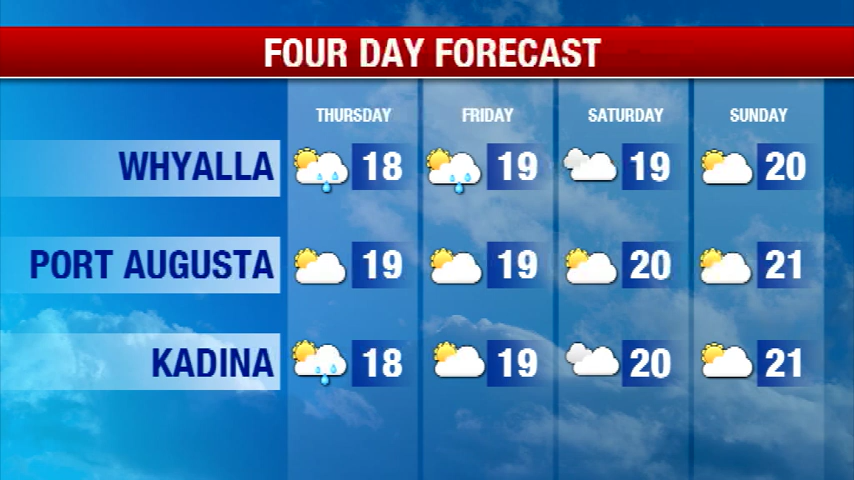 FOUR DAY FORECAST
THURSDAY FRIDAY SATURDAY SUNDAY
WHYALLA 18 19 19 20
PORT AUGUSTA 19 19 20 21
KADINA 18 19 20 21